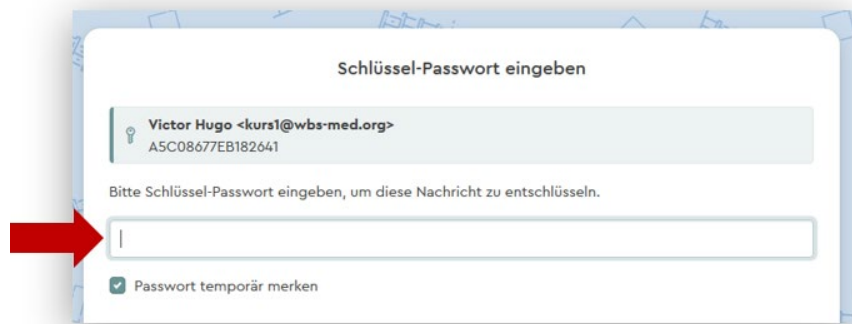 Schlüssel-Passwort eingeben
Victor Hugo <kurs1@wbs-med.org>
A5C08677EB182641
Bitte Schlüssel-Passwort eingeben, um diese Nachricht zu entschlüsseln.
Passwort temporär merken